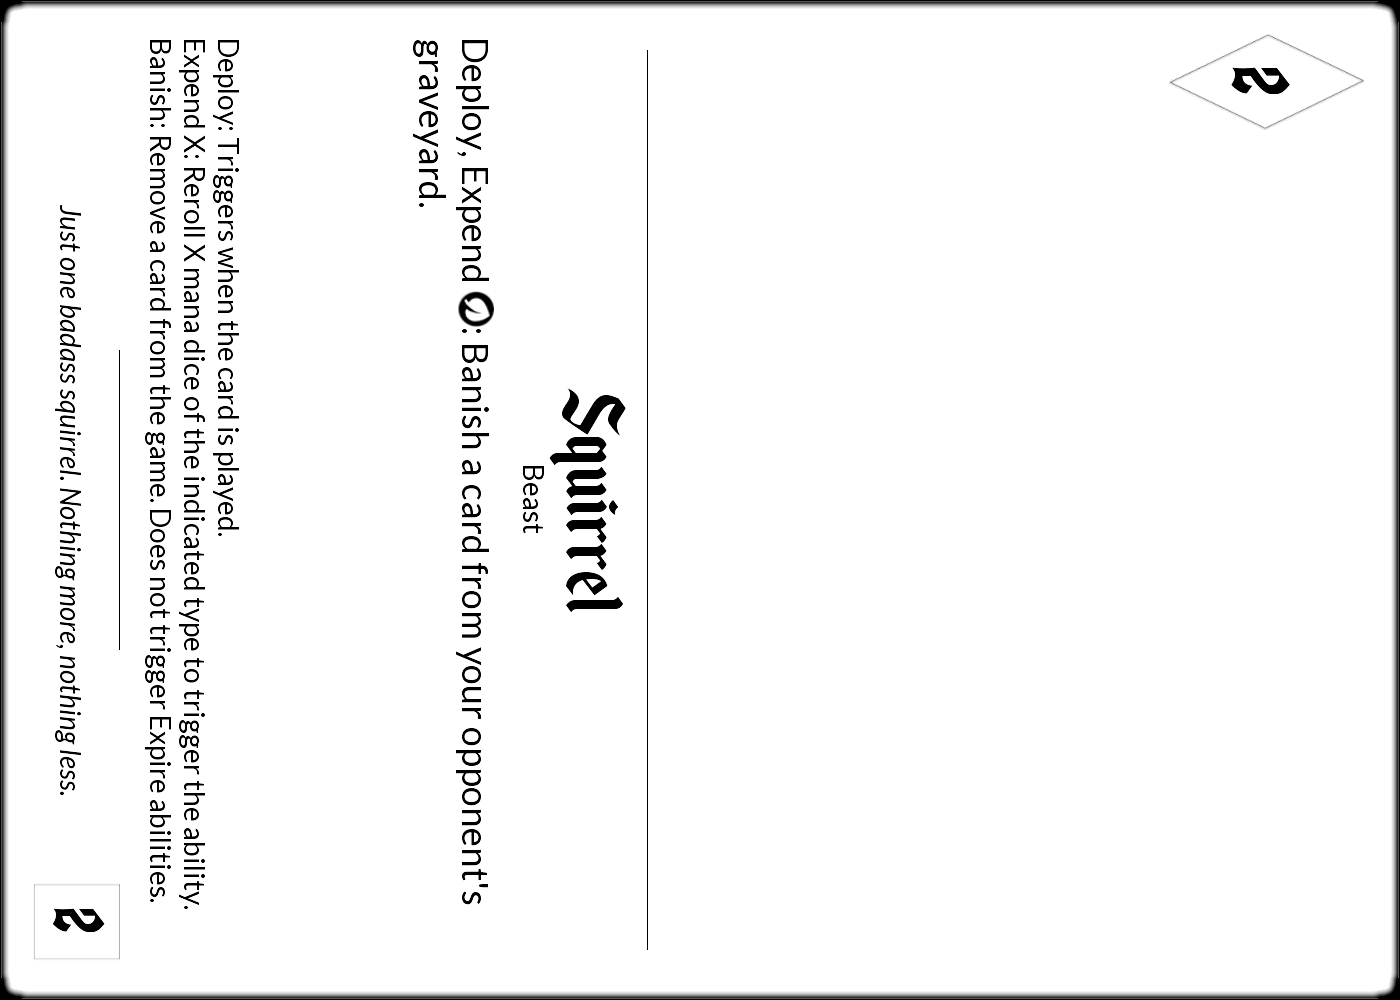 2
Squirrel
Beast
Deploy, Expend : Banish a card from your opponent's
graveyard.
Deploy: Triggers when the card is played.
Expend X: Reroll X mana dice of the indicated type to trigger the ability.
Banish: Remove a card from the game. Does not trigger Expire abilities.
Just one badass squirrel. Nothing more, nothing less.
2